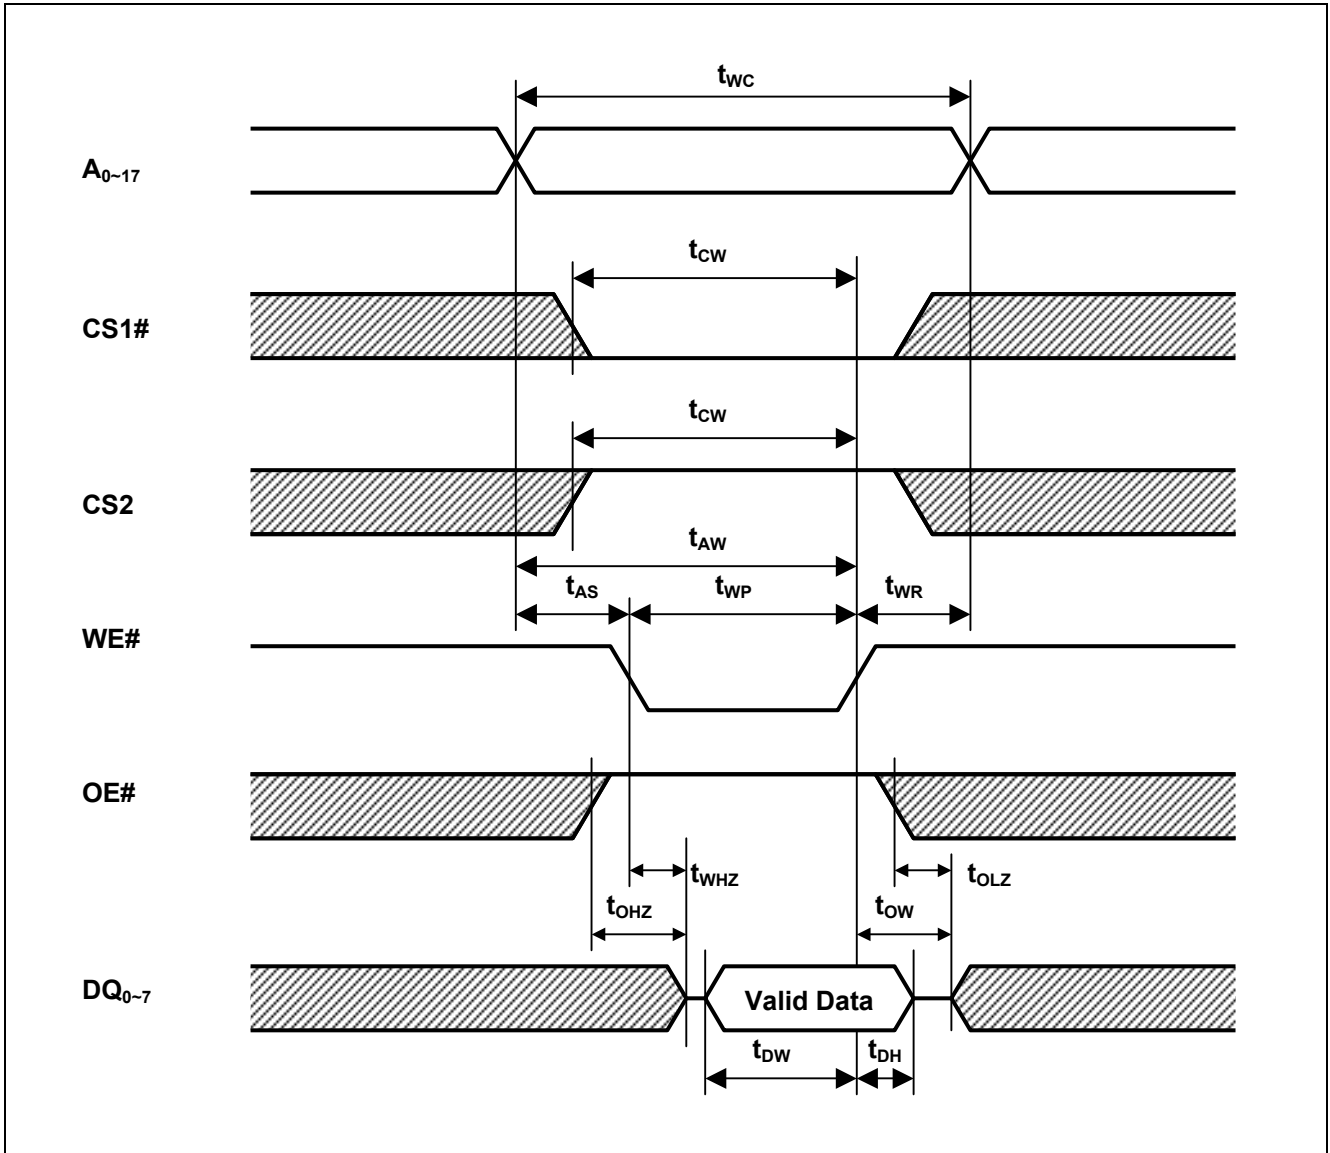 tWC
A0~17
tCW
CS1#
tCW
CS2
tAW
tAS tWP tWR
WE#
OE#
tWHZ tOLZ
tOHZ tOW
DQ0~7 Valid Data
tDW tDH